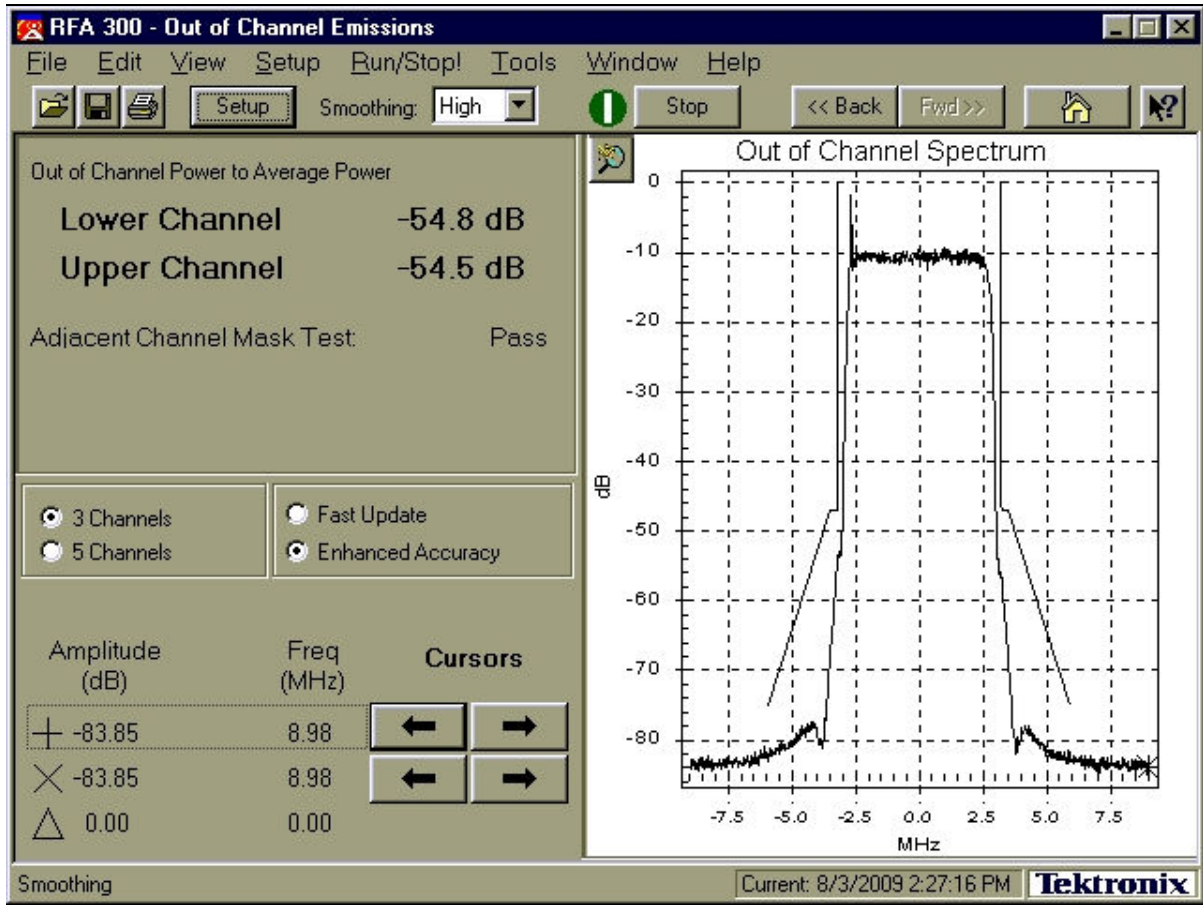 RFA 300 - Out of Channel Emissions
File Edit View Setup Run/Stop! Tools Window Help
Setup Smoothing: High Stop << Back Fwd >>
Out of Channel Power to Average Power
Lower Channel -54.8 dB
Upper Channel -54.5 dB
Adjacent Channel Mask Test: Pass
3 Channels
5 Channels
Fast Update
Enhanced Accuracy
Amplitude (dB) Freq (MHz) Cursors
-83.85 8.98
-83.85 8.98
0.00 0.00
Out of Channel Spectrum
0
-10
-20
-30
-40
-50
-60
-70
-80
dB
-7.5 -5.0 -2.5 0.0 2.5 5.0 7.5
MHz
Smoothing Current: 8/3/2009 2:27:16 PM Tektronix